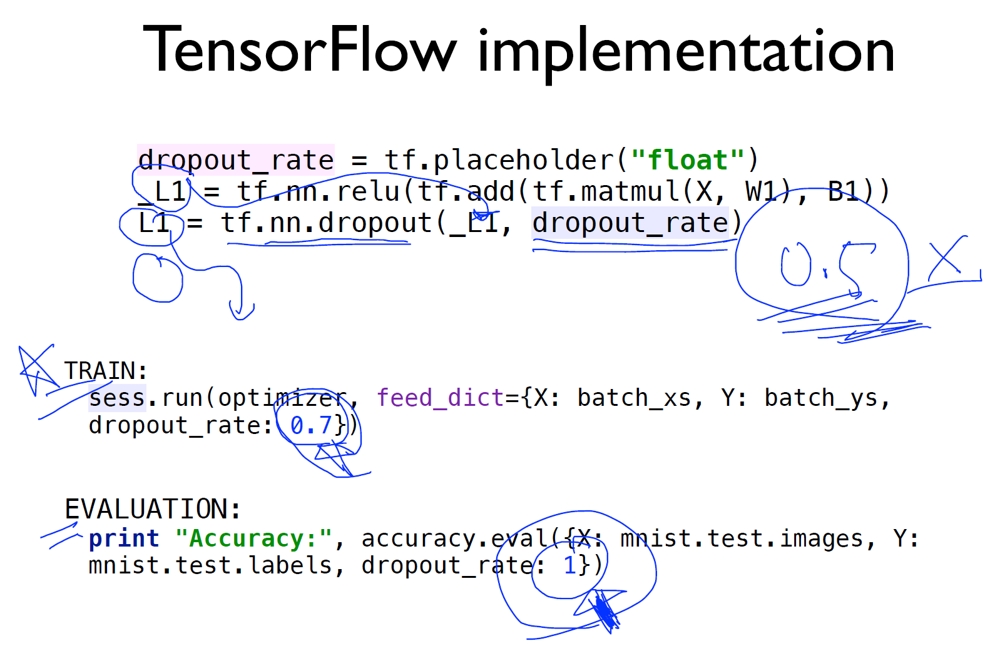 TensorFlow implementation
dropout_rate = tf.placeholder("float")
_L1 = tf.nn.relu(tf.add(tf.matmul(X, W1), B1))
L1 = tf.nn.dropout(_L1, dropout_rate)
0.5 X
TRAIN:
sess.run(optimizer, feed_dict={X: batch_xs, Y: batch_ys,
dropout_rate: 0.7})
EVALUATION:
print "Accuracy:", accuracy.eval({X: mnist.test.images, Y:
mnist.test.labels, dropout_rate: 1})